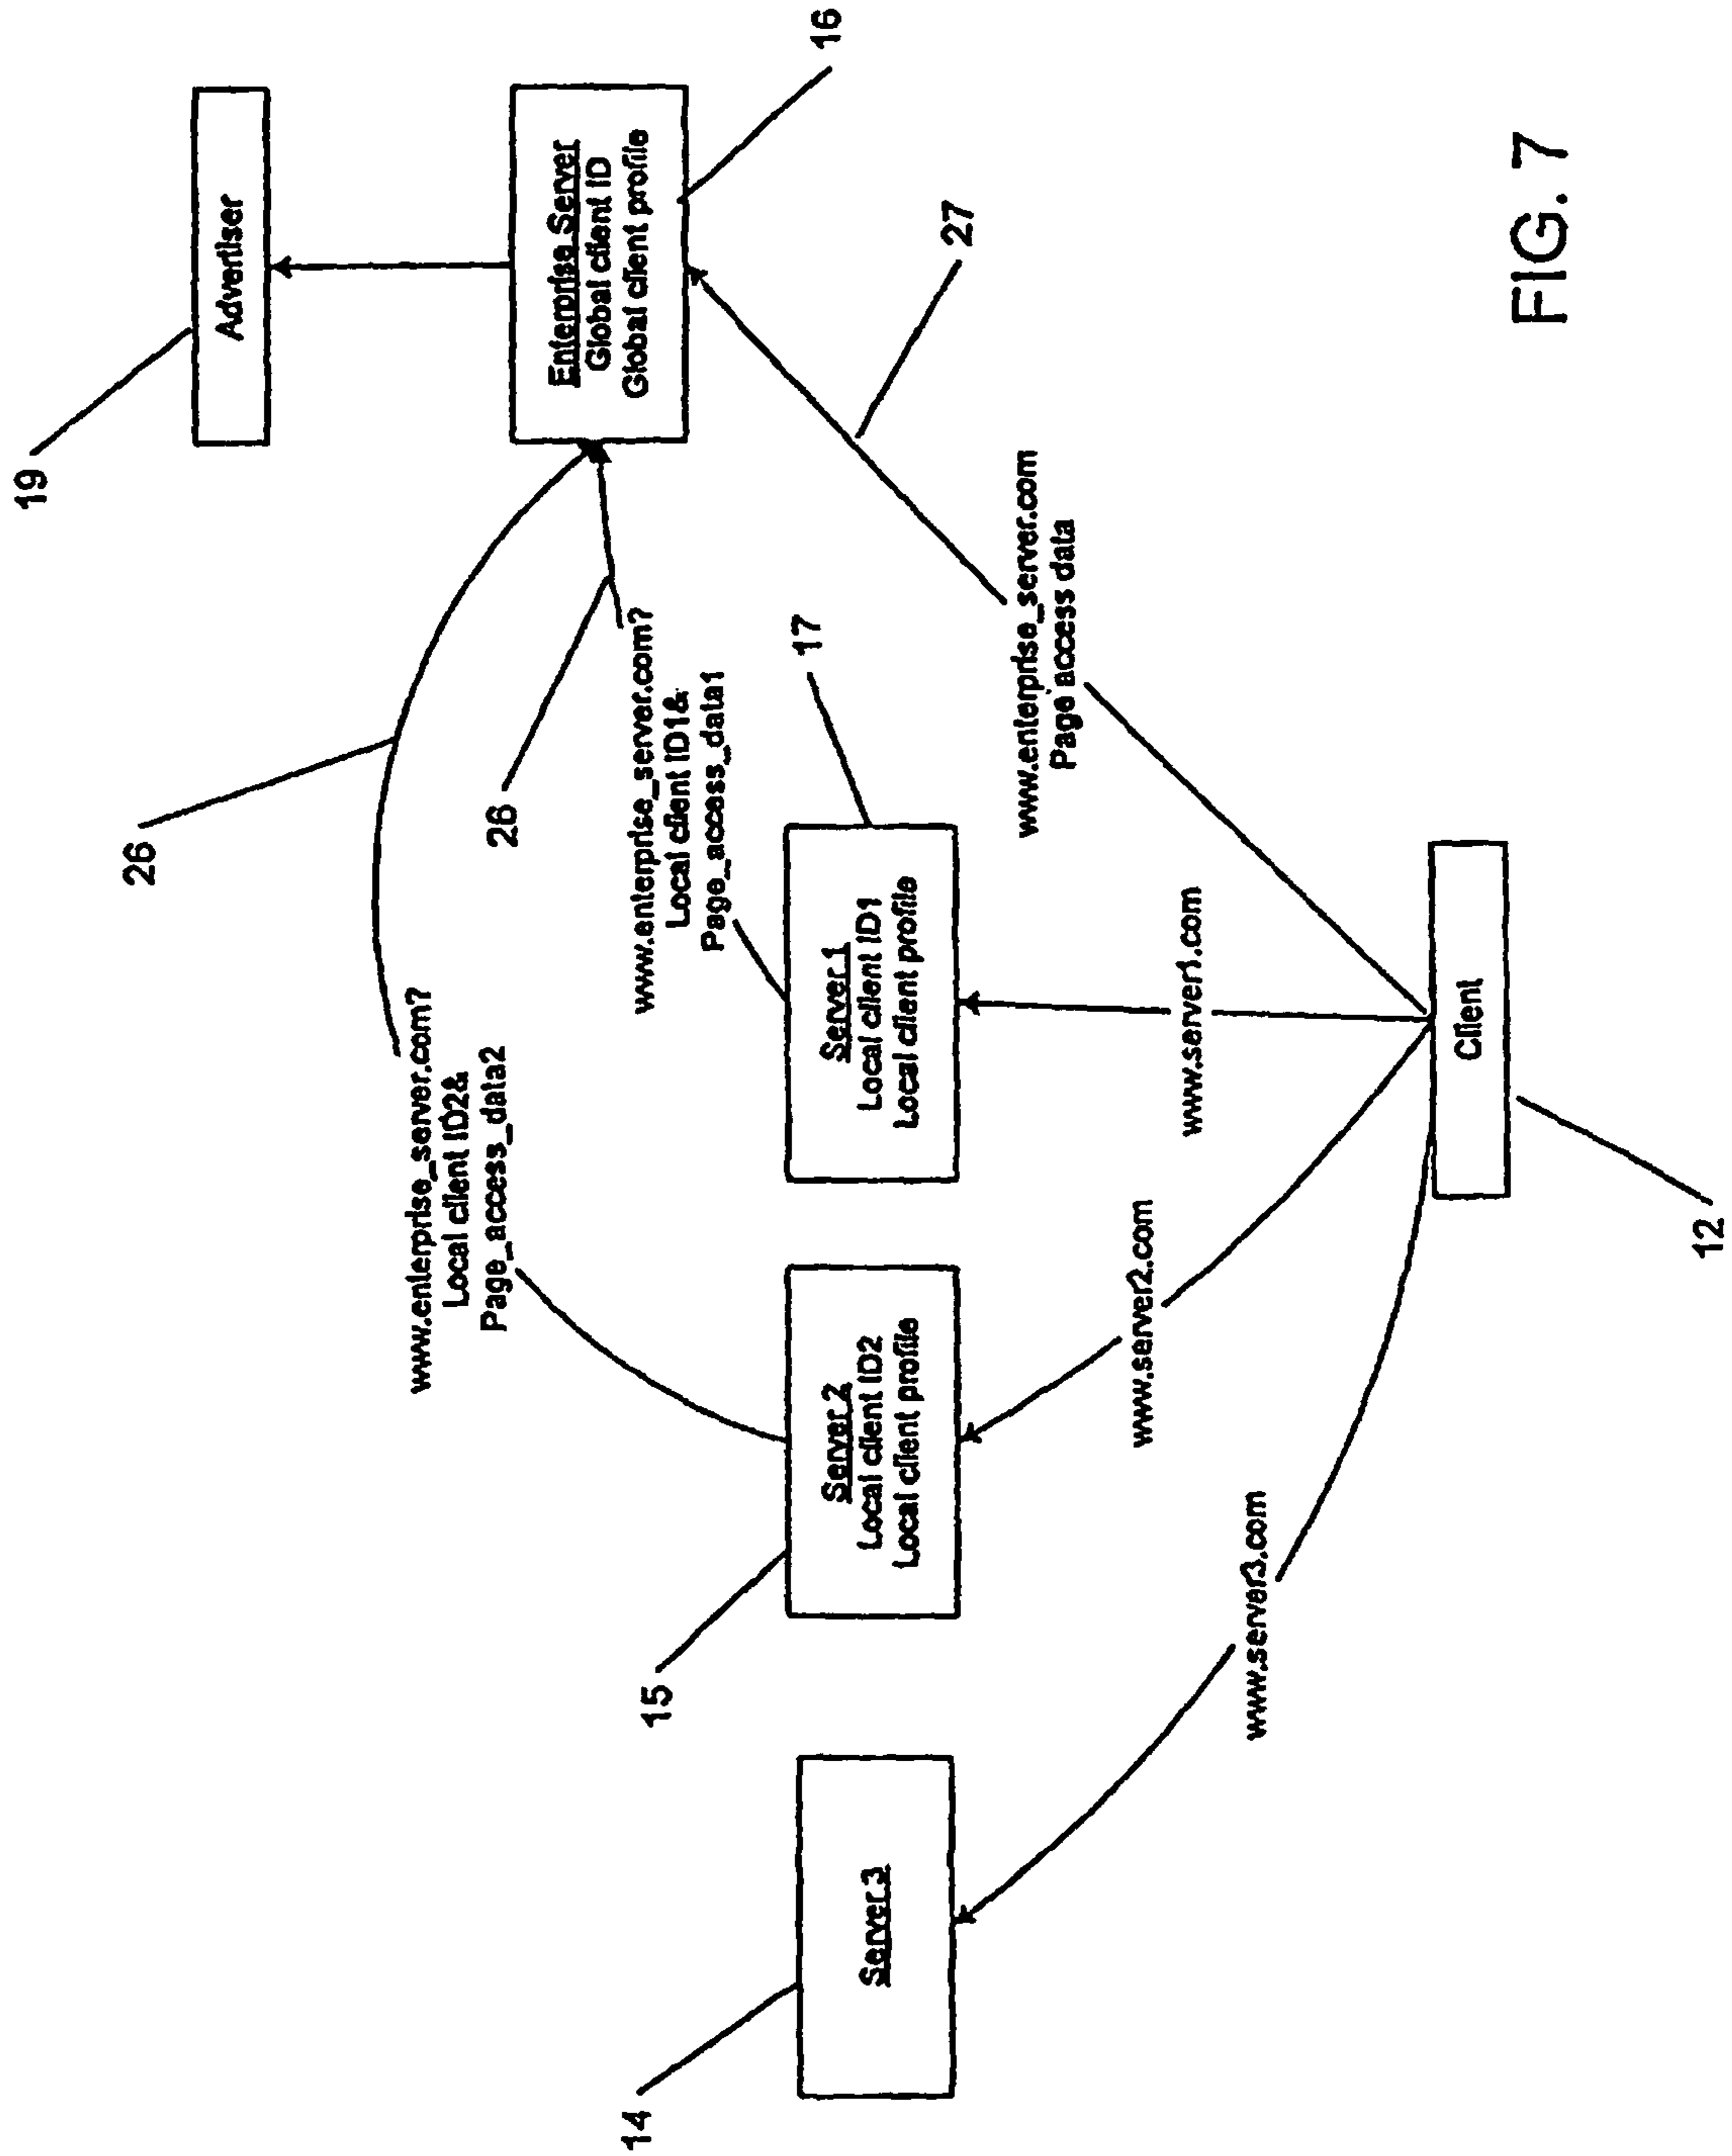 19
26
Advertiser
www.enterprise_server.com?
Local client ID2&
Page_access_data2
26
Enterprise Server
Global client ID
Global client profile
www.enterprise_server.com?
Local client ID1&
Page_access_data1
14
15
17
16
Server 3
Server 2
Local client ID2
Local client profile
Server 1
Local client ID1
Local client profile
27
www.enterprise_server.com
Page access data
www.server3.com
www.server2.com
www.server1.com
Client
12
FIG. 7